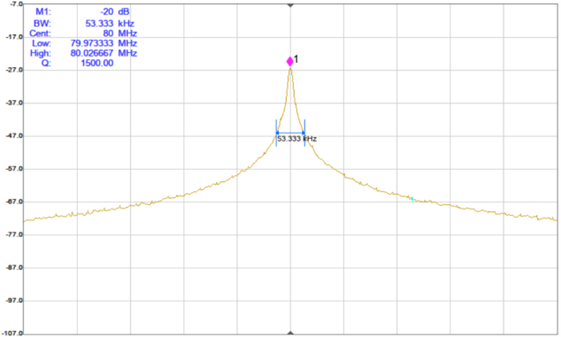 -7.0
M1: -20 dB
BW: 53.333 kHz
Cent: 80 MHz
Low: 79.973333 MHz
High: 80.026667 MHz
Q: 1500.00
-17.0
-27.0
-37.0
-47.0
-57.0
-67.0
-77.0
-87.0
-97.0
-107.0
1
53.333 kHz